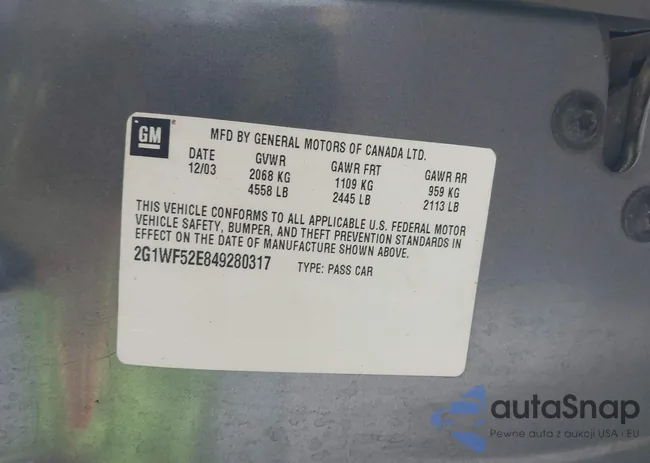 GM
MFD BY GENERAL MOTORS OF CANADA LTD.
DATE GVWR GAWR FRT GAWR RR
12/03 2068 KG 1109 KG 959 KG
4558 LB 2445 LB 2113 LB
THIS VEHICLE CONFORMS TO ALL APPLICABLE U.S. FEDERAL MOTOR
VEHICLE SAFETY, BUMPER, AND THEFT PREVENTION STANDARDS IN
EFFECT ON THE DATE OF MANUFACTURE SHOWN ABOVE.
2G1WF52E849280317 TYPE: PASS CAR
autaSnap
Pewne auta z aukcji USA i EU